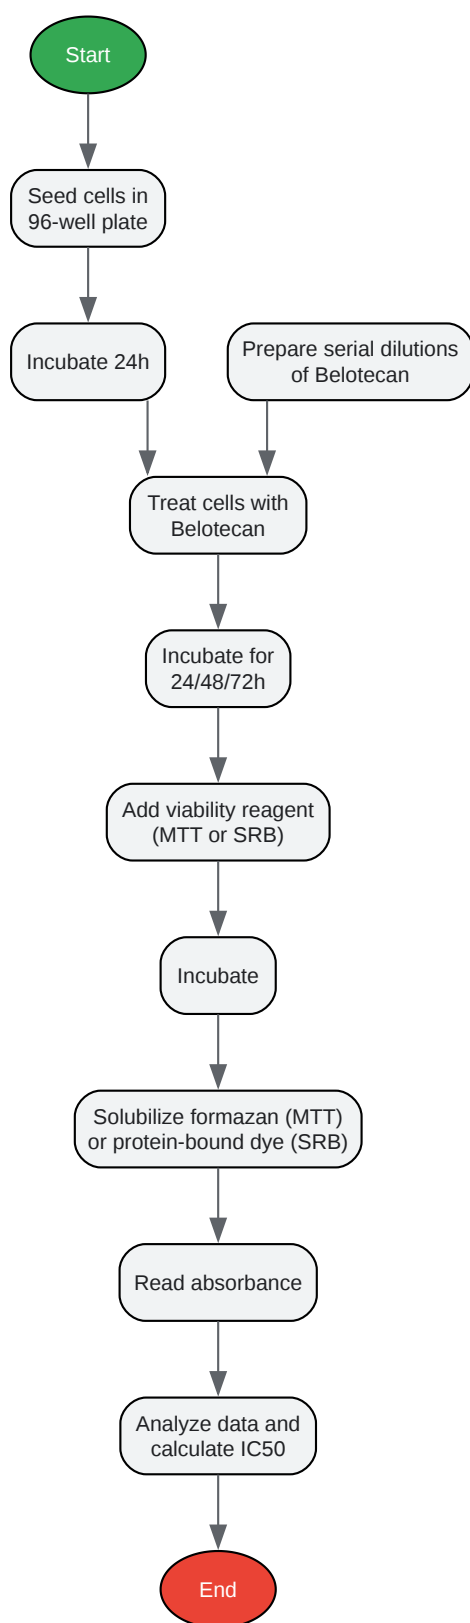 Start
Seed cells in
96-well plate
Incubate 24h
Prepare serial dilutions
of Belotecan
Treat cells with
Belotecan
Incubate for
24/48/72h
Add viability reagent
(MTT or SRB)
Incubate
Solubilize formazan (MTT)
or protein-bound dye (SRB)
Read absorbance
Analyze data and
calculate IC50
End